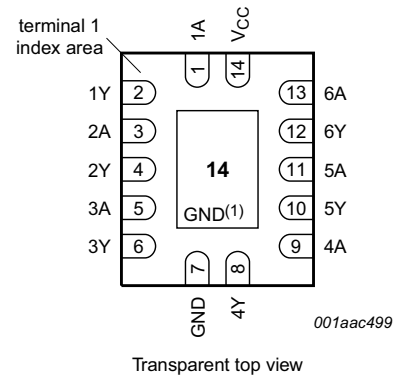 terminal 1
index area
1A
VCC
1
14
1Y 2
13 6A
2A 3
12 6Y
2Y 4
14
11 5A
3A 5
GND(1)
10 5Y
3Y 6
9 4A
7
8
GND
4Y
001aac499
Transparent top view